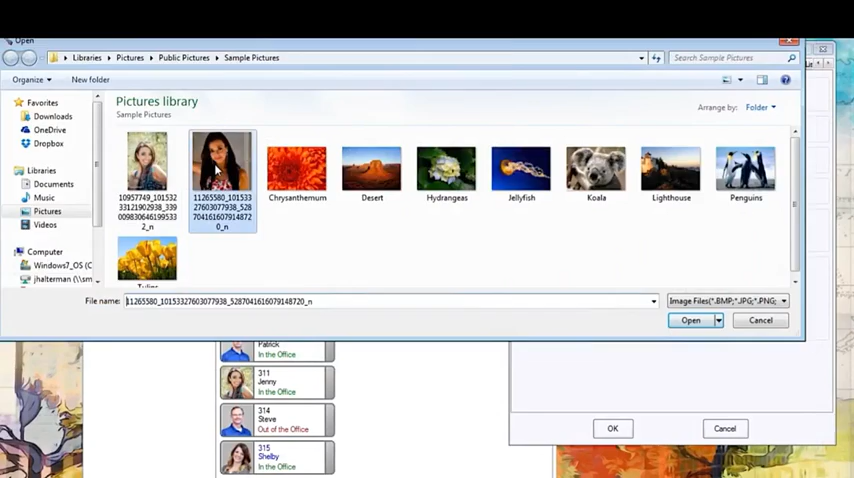 Open
Libraries Pictures Public Pictures Sample Pictures Search Sample Pictures
Organize New folder
Favorites
Downloads
OneDrive
Dropbox
Libraries
Documents
Music
Pictures
Videos
Computer
Windows7_OS (C:
jhalterman (\\sm
Pictures library
Sample Pictures
Arrange by: Folder
10957749_101532
33121902938_339
00983064619953 3
2_n
11265580_101533
27603077938_528
704161607914872
0_n
Chrysanthemum
Desert
Hydrangeas
Jellyfish
Koala
Lighthouse
Penguins
Tulips
File name: 11265580_10153327603077938_5287041616079148720_n Image Files(*.BMP;*.JPG;*.PNG;
Open Cancel
Patrick
In the Office
311
Jenny
In the Office
314
Steve
Out of the Office
315
Shelby
In the Office
OK Cancel